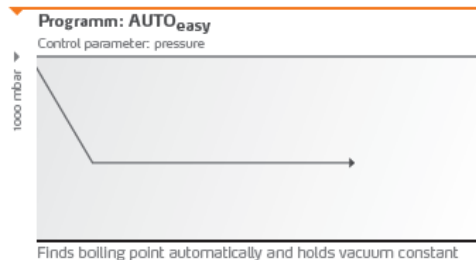 Programm: AUTOeasy
Control parameter: pressure
1000 mbar
Finds boiling point automatically and holds vacuum constant